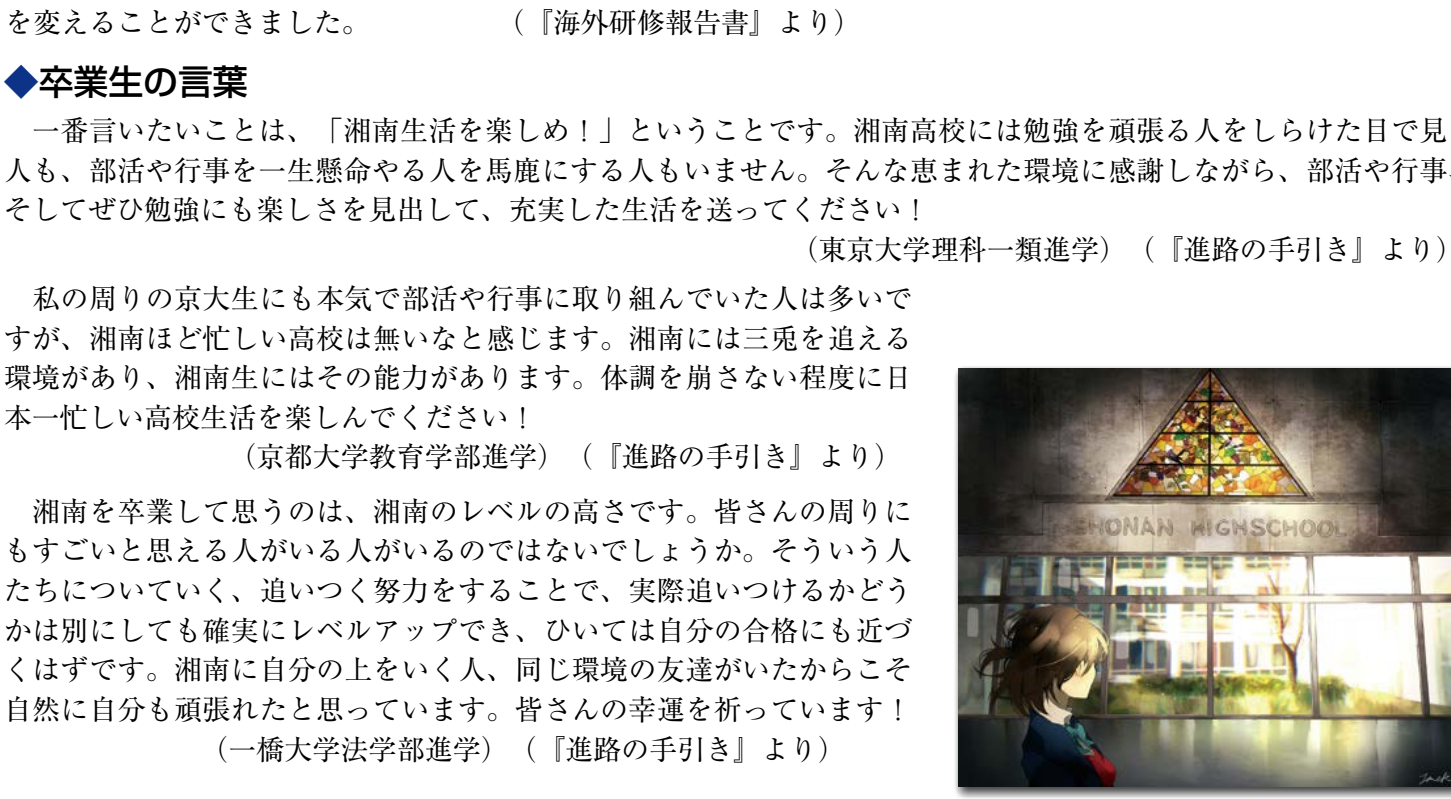 を変えることができました。　（『海外研修報告書』より）
◆卒業生の言葉
一番言いたいことは、「湘南生活を楽しめ！」ということです。湘南高校には勉強を頑張る人をしらけた目で見
人も、部活や行事を一生懸命やる人を馬鹿にする人もいません。そんな恵まれた環境に感謝しながら、部活や行事、
そしてぜひ勉強にも楽しさを見出して、充実した生活を送ってください！
（東京大学理科一類進学）（『進路の手引き』より）
私の周りの京大生にも本気で部活や行事に取り組んでいた人は多いで
すが、湘南ほど忙しい高校は無いなと感じます。湘南には三兎を追える
環境があり、湘南生にはその能力があります。体調を崩さない程度に日
本一忙しい高校生活を楽しんでください！
（京都大学教育学部進学）（『進路の手引き』より）
湘南を卒業して思うのは、湘南のレベルの高さです。皆さんの周りに
もすごいと思える人がいる人がいるのではないでしょうか。そういう人
たちについていく、追いつく努力をすることで、実際追いつけるかどう
かは別にしても確実にレベルアップでき、ひいては自分の合格にも近づ
くはずです。湘南に自分の上をいく人、同じ環境の友達がいたからこそ
自然に自分も頑張れたと思っています。皆さんの幸運を祈っています！
（一橋大学法学部進学）（『進路の手引き』より）
SHONAN HIGHSCHOOL